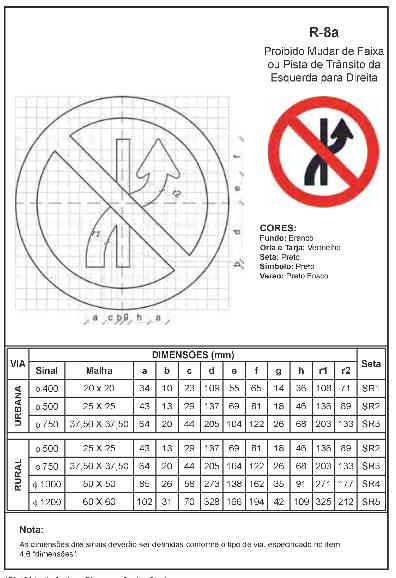 R-8a
Proibido Mudar de Faixa
ou Pista de Trânsito da
Esquerda para Direita
f
e
r2
r1
d
b
a c b g h a
CORES:
Fundo: Branco
Orla e Tarja: Vermelho
Seta: Preto
Símbolo: Preto
Verso: Preto Fosco
VIA DIMENSÕES (mm) Seta
Sinal Malha a b c d e f g h r1 r2
URBANA
ϕ 400 20 x 20 34 10 23 109 55 65 14 36 108 71 SR1
ϕ 500 25 X 25 43 13 29 137 69 81 18 46 136 89 SR2
ϕ 750 37,50 X 37,50 64 20 44 205 104 122 26 68 203 133 SR3
RURAL
ϕ 500 25 X 25 43 13 29 137 69 81 18 46 136 89 SR2
ϕ 750 37,50 X 37,50 64 20 44 205 104 122 26 68 203 133 SR3
ϕ 1000 50 X 50 85 26 58 273 138 162 35 91 271 177 SR4
ϕ 1200 60 X 60 102 31 70 328 166 194 42 109 325 212 SR5
Nota:
As dimensões dos sinais deverão ser definidas conforme o tipo de via, especificado no item
4.6 "dimensões".